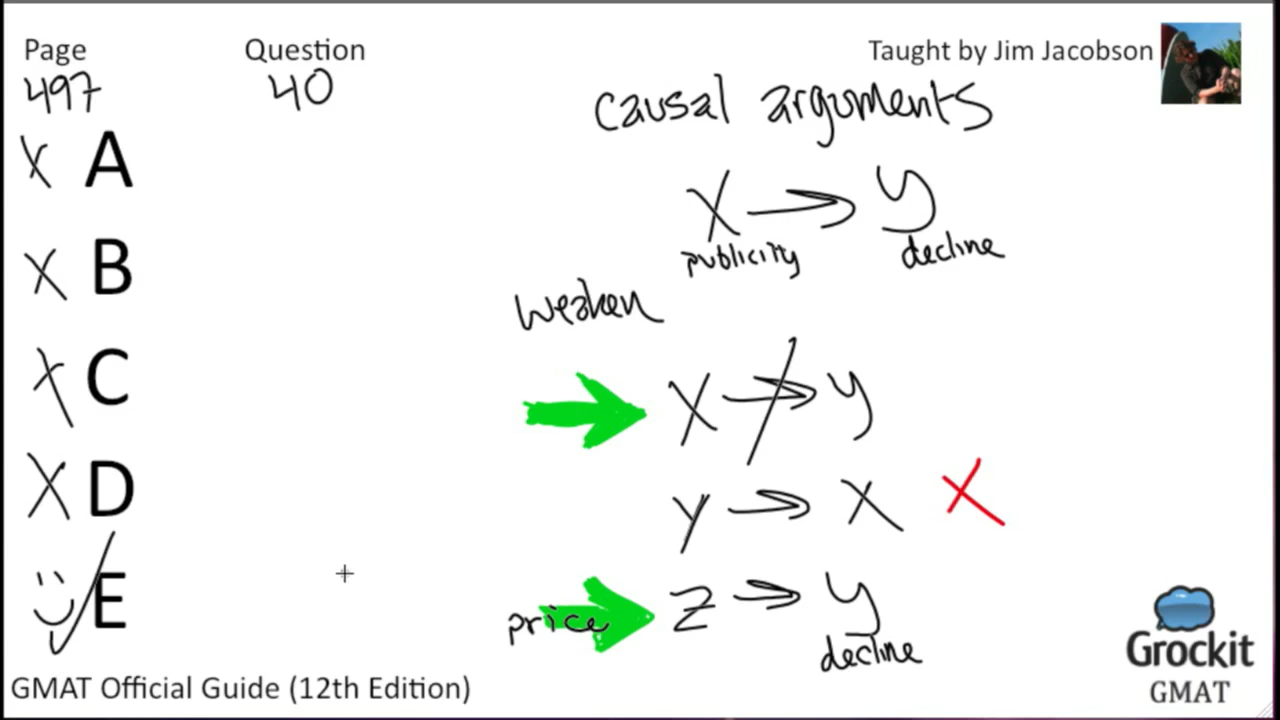 Page Question Taught by Jim Jacobson
497 40
causal arguments
X A
X → y
publicity decline
X B
weaken
X C
X → y
X D
y → X X
E
price Z → y
decline
Grockit
GMAT
GMAT Official Guide (12th Edition)